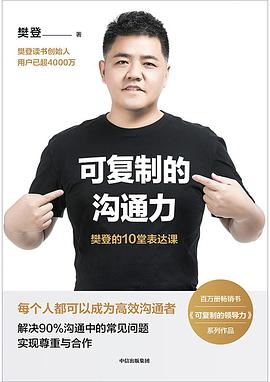 樊登 著
樊登读书创始人
用户已超4000万
可复制的
沟通力
樊登的10堂表达课
每个人都可以成为高效沟通者
解决90%沟通中的常见问题
实现尊重与合作
百万册畅销书
《可复制的领导力》
系列作品
中信出版集团